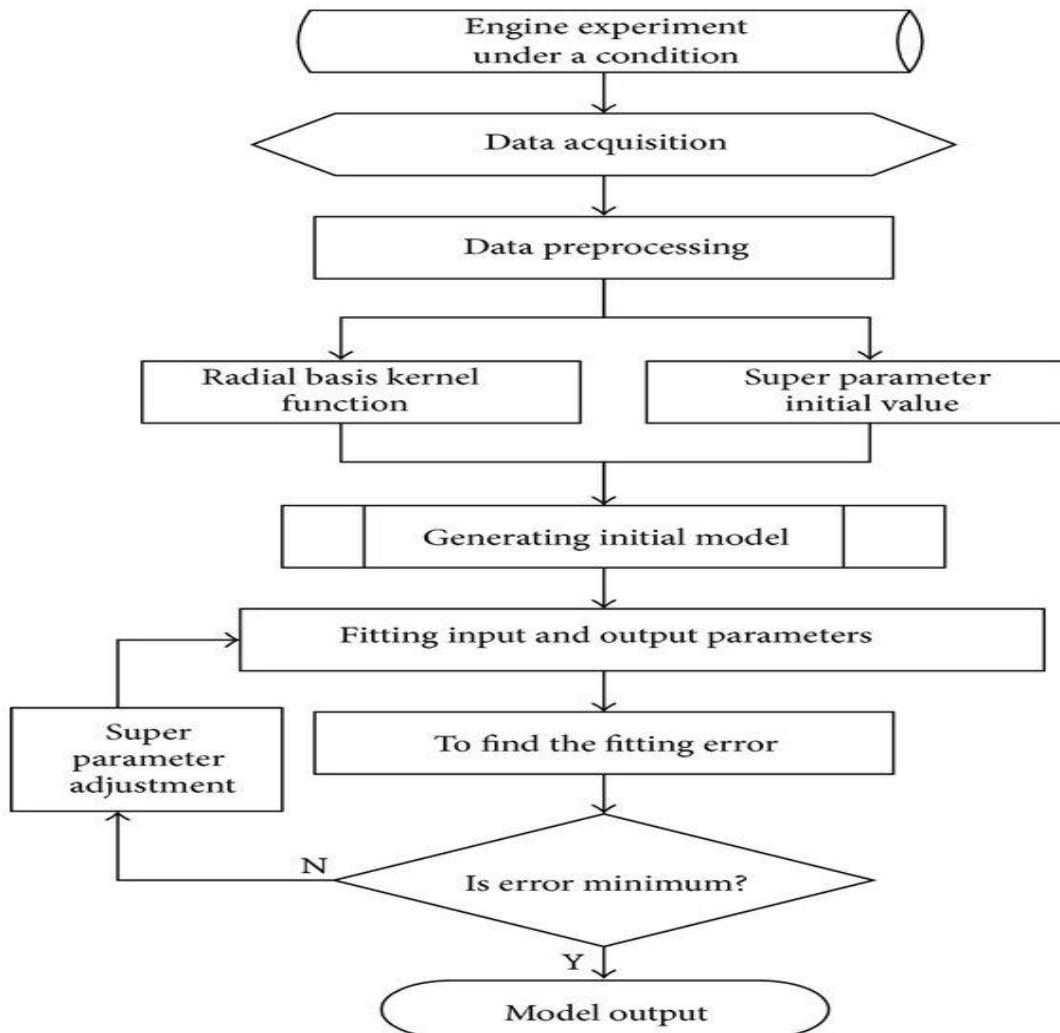 Engine experiment
under a condition
Data acquisition
Data preprocessing
Radial basis kernel
function
Super parameter
initial value
Generating initial model
Fitting input and output parameters
Super
parameter
adjustment
To find the fitting error
N
Is error minimum?
Y
Model output